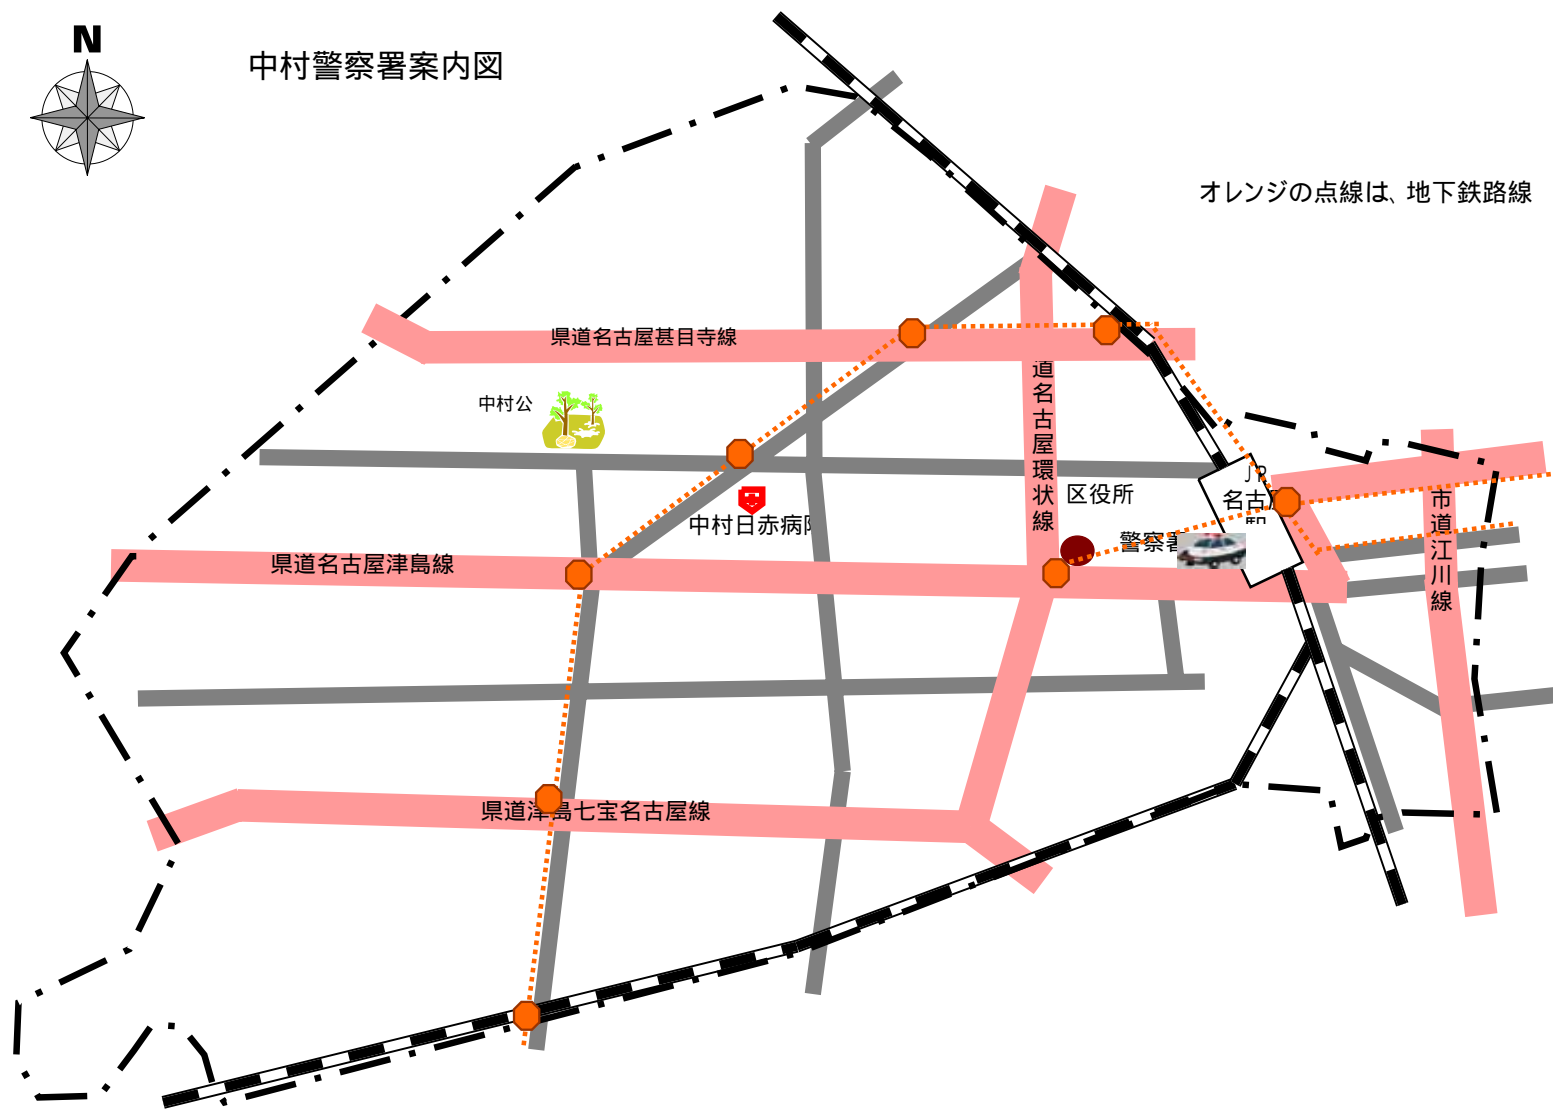 N
中村警察署案内図
オレンジの点線は、地下鉄路線
県道名古屋甚目寺線
道名古屋環状線
中村公
JR
名古屋
駅
区役所
市道江川線
中村日赤病院
警察署
県道名古屋津島線
県道津島七宝名古屋線